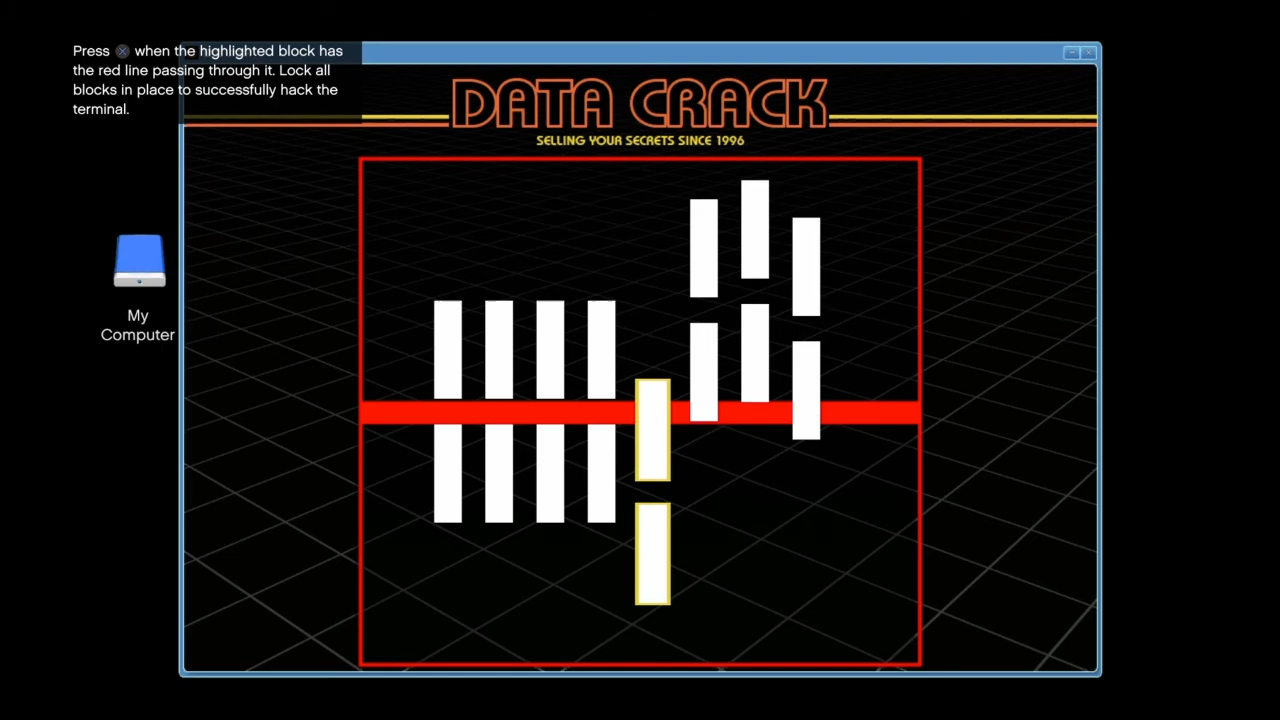 Press ⓧ when the highlighted block has
the red line passing through it. Lock all
blocks in place to successfully hack the
terminal.
DATA CRACK
SELLING YOUR SECRETS SINCE 1996
My
Computer